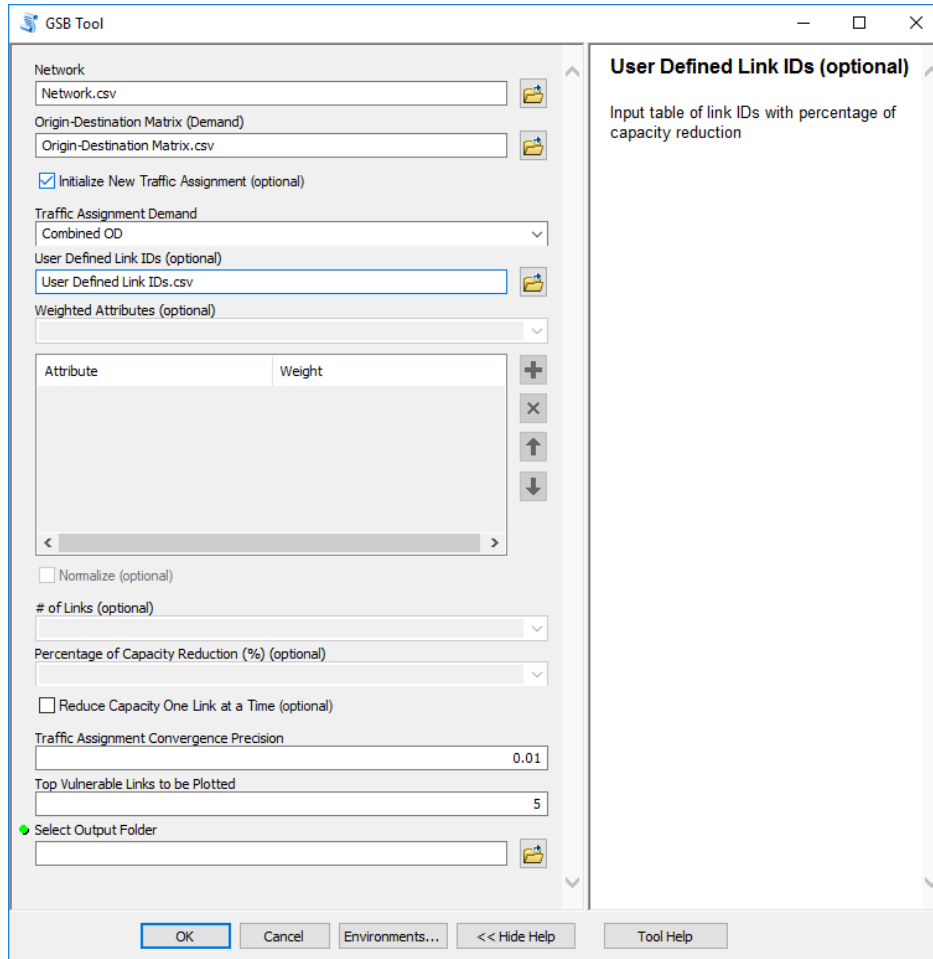 GSB Tool
Network
Network.csv
Origin-Destination Matrix (Demand)
Origin-Destination Matrix.csv
Initialize New Traffic Assignment (optional)
Traffic Assignment Demand
Combined OD
User Defined Link IDs (optional)
User Defined Link IDs.csv
Weighted Attributes (optional)
Attribute Weight
Normalize (optional)
# of Links (optional)
Percentage of Capacity Reduction (%) (optional)
Reduce Capacity One Link at a Time (optional)
Traffic Assignment Convergence Precision
0.01
Top Vulnerable Links to be Plotted
5
Select Output Folder
User Defined Link IDs (optional)
Input table of link IDs with percentage of
capacity reduction
OK Cancel Environments... << Hide Help Tool Help